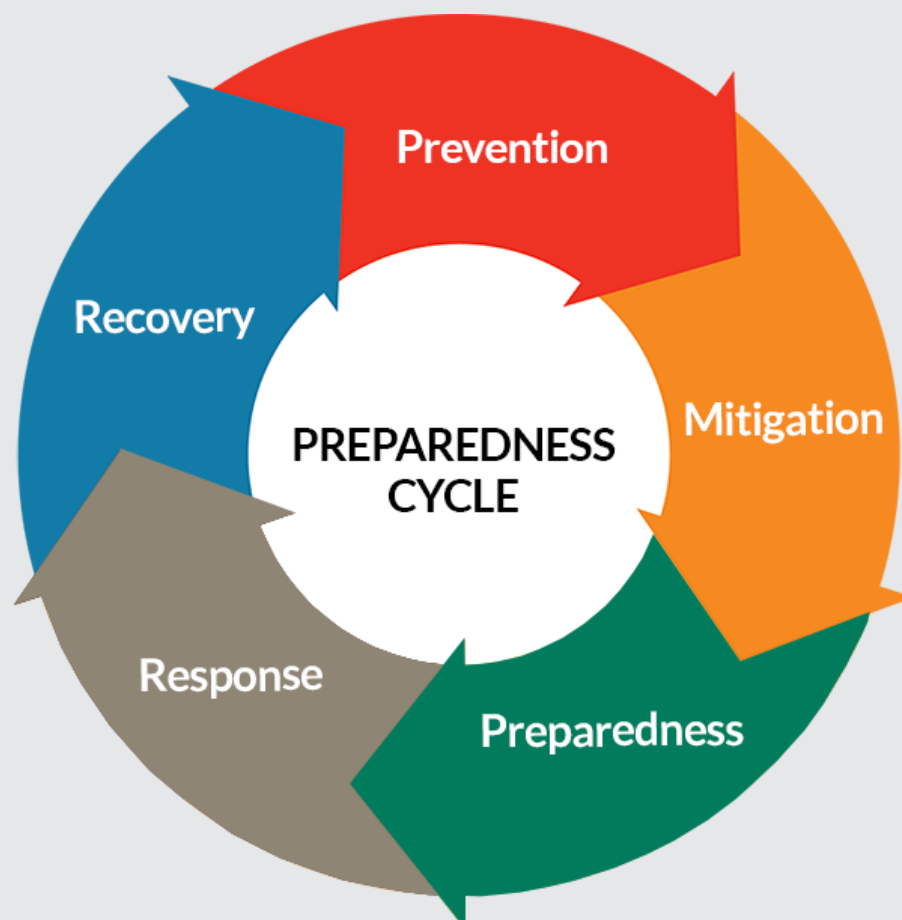 Prevention
Recovery
Mitigation
PREPAREDNESS
CYCLE
Response
Preparedness